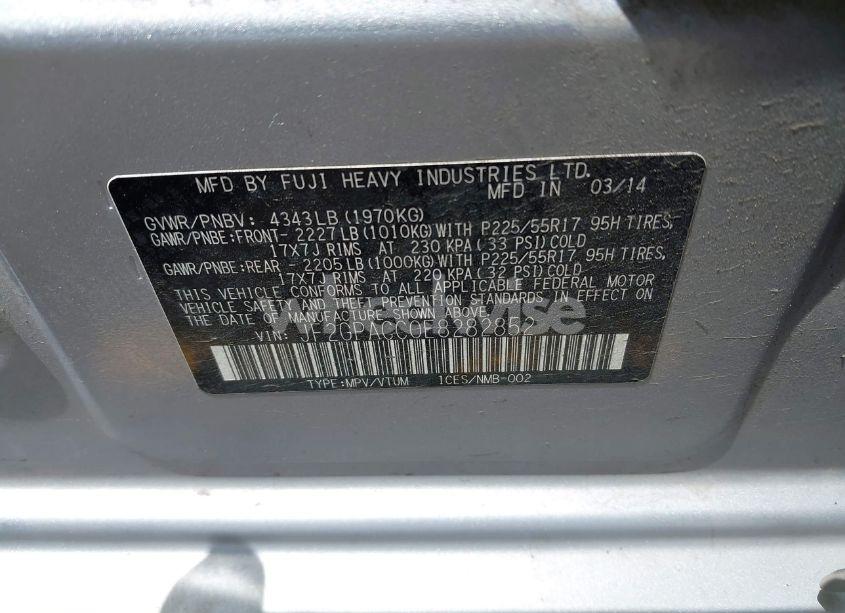 MFD BY FUJI HEAVY INDUSTRIES LTD.
MFD IN 03/14
GVWR/PNBV: 4343LB(1970KG)
GAWR/PNBE:FRONT- 2227LB(1010KG)WITH P225/55R17 95H TIRES,
17X7J RIMS AT 230 KPA( 33 PSI)COLD
GAWR/PNBE:REAR - 2205LB(1000KG)WITH P225/55R17 95H TIRES,
17X7J RIMS AT 220 KPA( 32 PSI)COLD
THIS VEHICLE CONFORMS TO ALL APPLICABLE FEDERAL MOTOR
VEHICLE SAFETY AND THEFT PREVENTION STANDARDS IN EFFECT ON
THE DATE OF MANUFACTURE SHOWN ABOVE.
VIN:
TYPE:MPV/VTUM 1CES/NMB-002